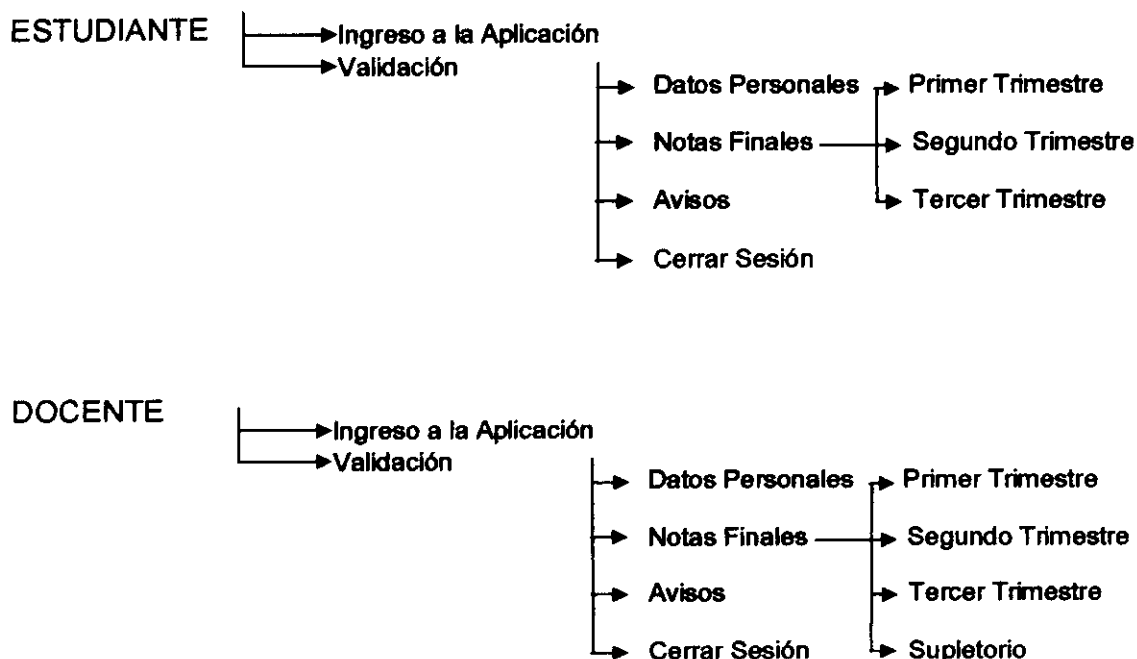 ESTUDIANTE
Ingreso a la Aplicación
Validación
Datos Personales Primer Trimestre
Notas Finales Segundo Trimestre
Avisos Tercer Trimestre
Cerrar Sesión
DOCENTE
Ingreso a la Aplicación
Validación
Datos Personales Primer Trimestre
Notas Finales Segundo Trimestre
Avisos Tercer Trimestre
Cerrar Sesión Supletorio